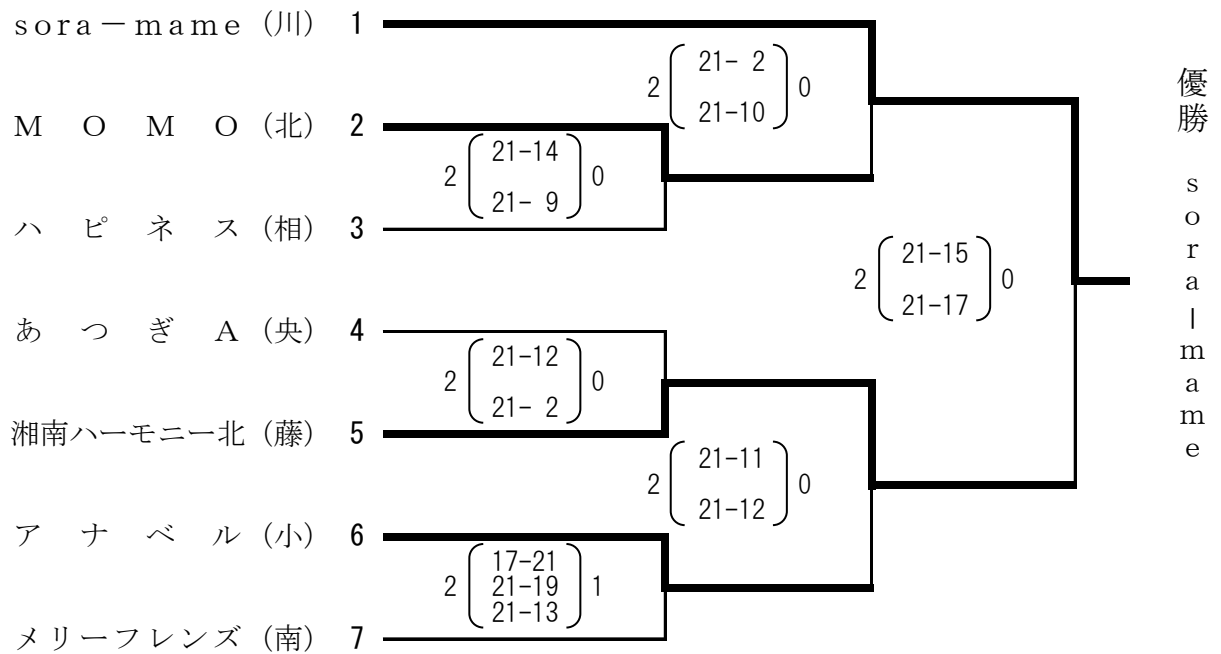 sora－mame（川） 1
2 21- 2 0
21-10
MOMO（北） 2
2 21-14 0
21- 9
ハピネス（相） 3
2 21-15 0
21-17
あつぎA（央） 4
2 21-12 0
21- 2
湘南ハーモニー北（藤） 5
2 21-11 0
21-12
アナベル（小） 6
17-21
2 21-19 1
21-13
メリーフレンズ（南） 7
優勝 sora－mame